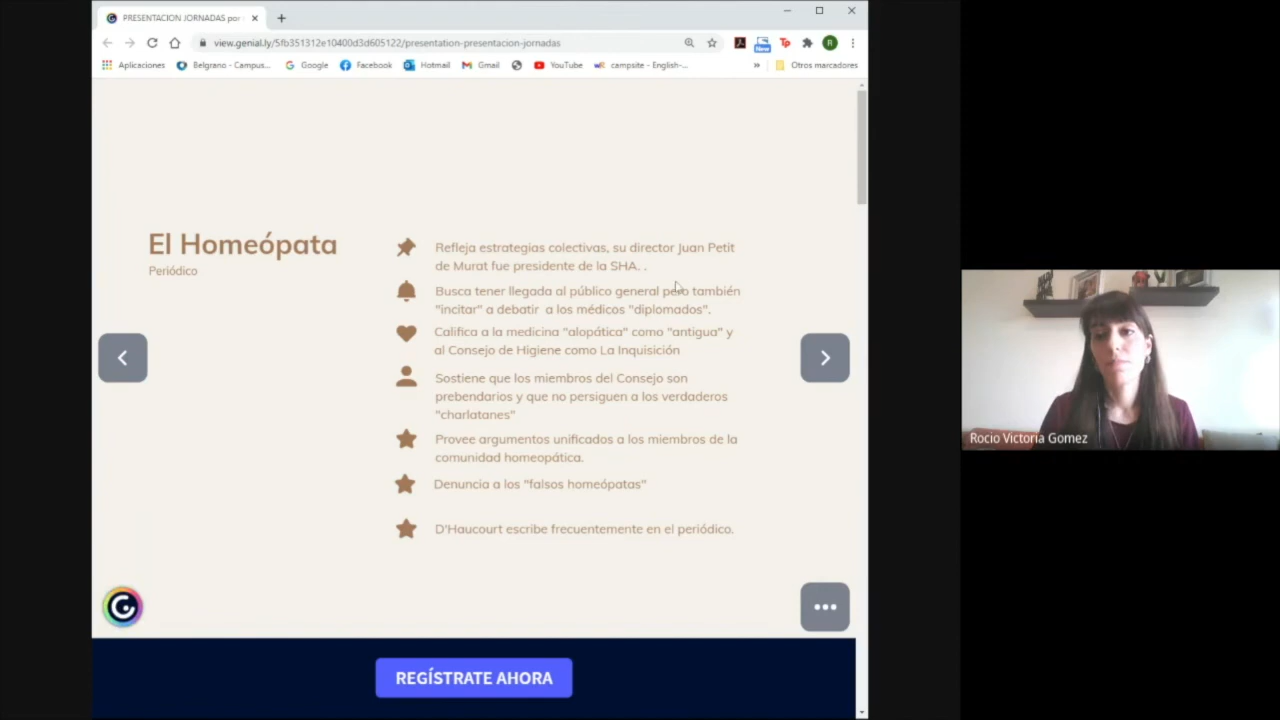 PRESENTACION JORNADAS por
view.genial.ly/5fb351312e10400d3d605122/presentation-presentacion-jornadas
Aplicaciones
Belgrano - Campus...
Google
Facebook
Hotmail
Gmail
YouTube
campsite - English-...
»
Otros marcadores
El Homeópata
Periódico
Refleja estrategias colectivas, su director Juan Petit
de Murat fue presidente de la SHA. .
Busca tener llegada al público general pero también
"incitar" a debatir a los médicos "diplomados".
Califica a la medicina "alopática" como "antigua" y
al Consejo de Higiene como La Inquisición
Sostiene que los miembros del Consejo son
prebendarios y que no persiguen a los verdaderos
"charlatanes"
Provee argumentos unificados a los miembros de la
comunidad homeopática.
Denuncia a los "falsos homeópatas"
D'Haucourt escribe frecuentemente en el periódico.
REGÍSTRATE AHORA
Rocio Victoria Gomez